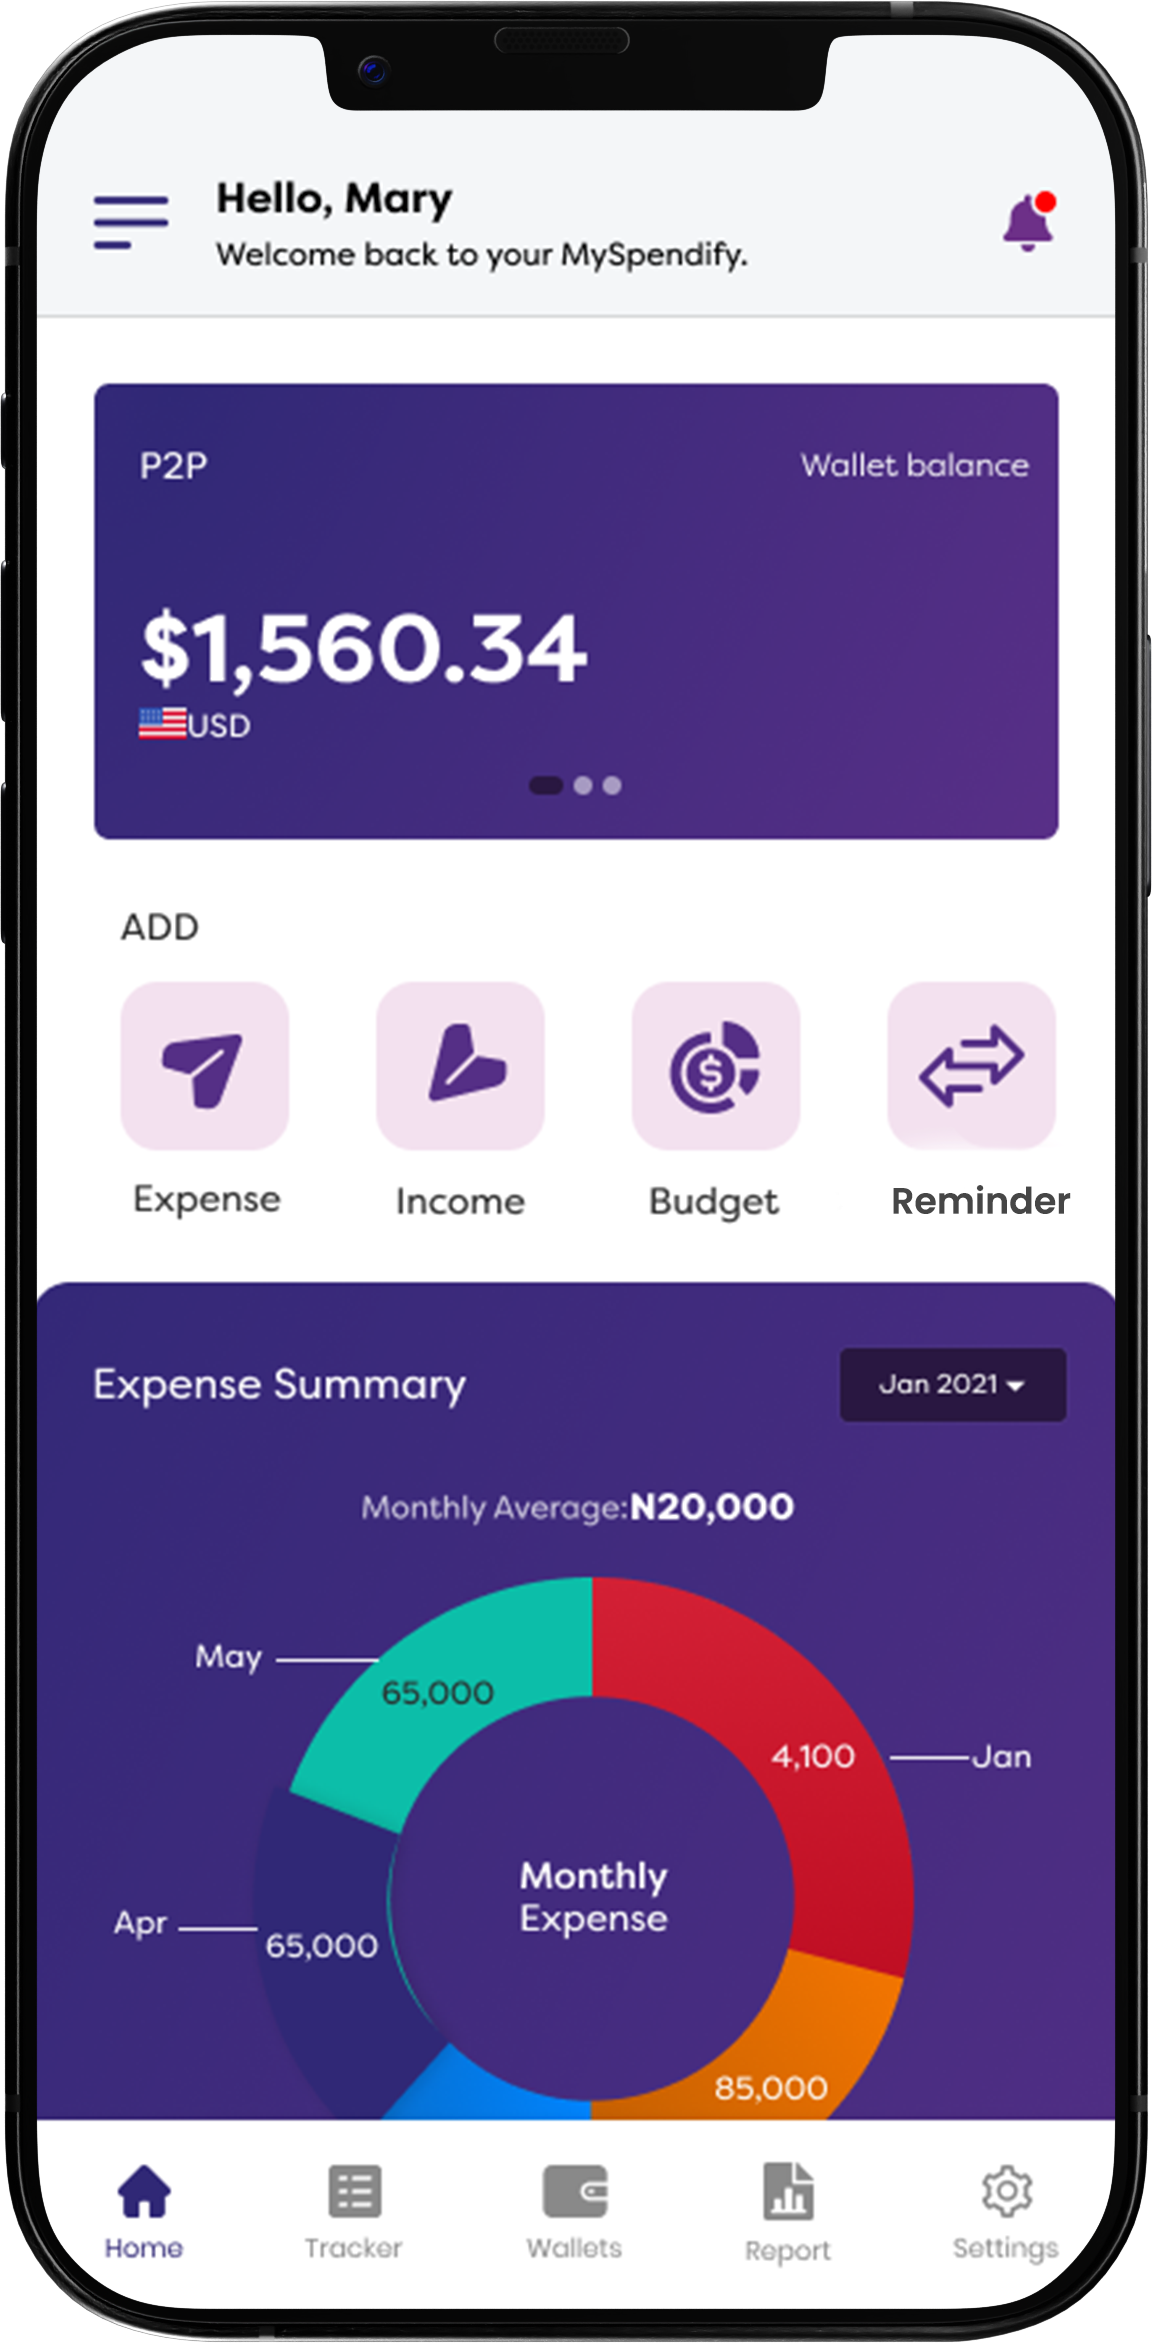 Hello, Mary
Welcome back to your MySpendify.
P2P
Wallet balance
$1,560.34
USD
ADD
Expense
Income
Budget
Reminder
Expense Summary
Jan 2021
Monthly Average:N20,000
May
65,000
4,100
Jan
Monthly
Expense
Apr
65,000
85,000
Home
Tracker
Wallets
Report
Settings